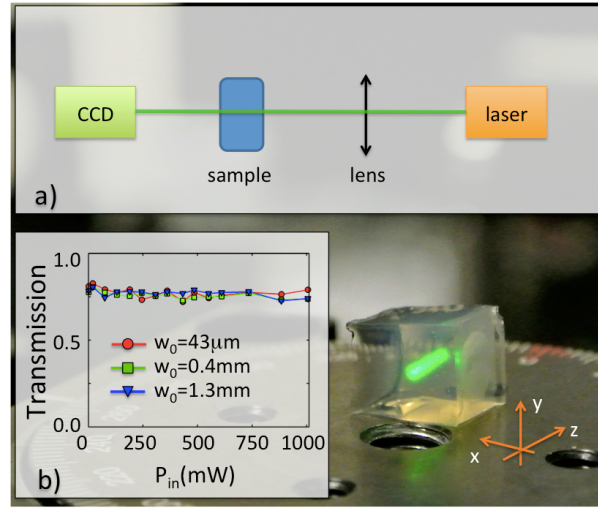 CCD
laser
sample
lens
a)
1.0
0.5
0.0
Transmission
w0=43μm
w0=0.4mm
w0=1.3mm
0
250
500
750
1000
Pin(mW)
b)
y
z
x